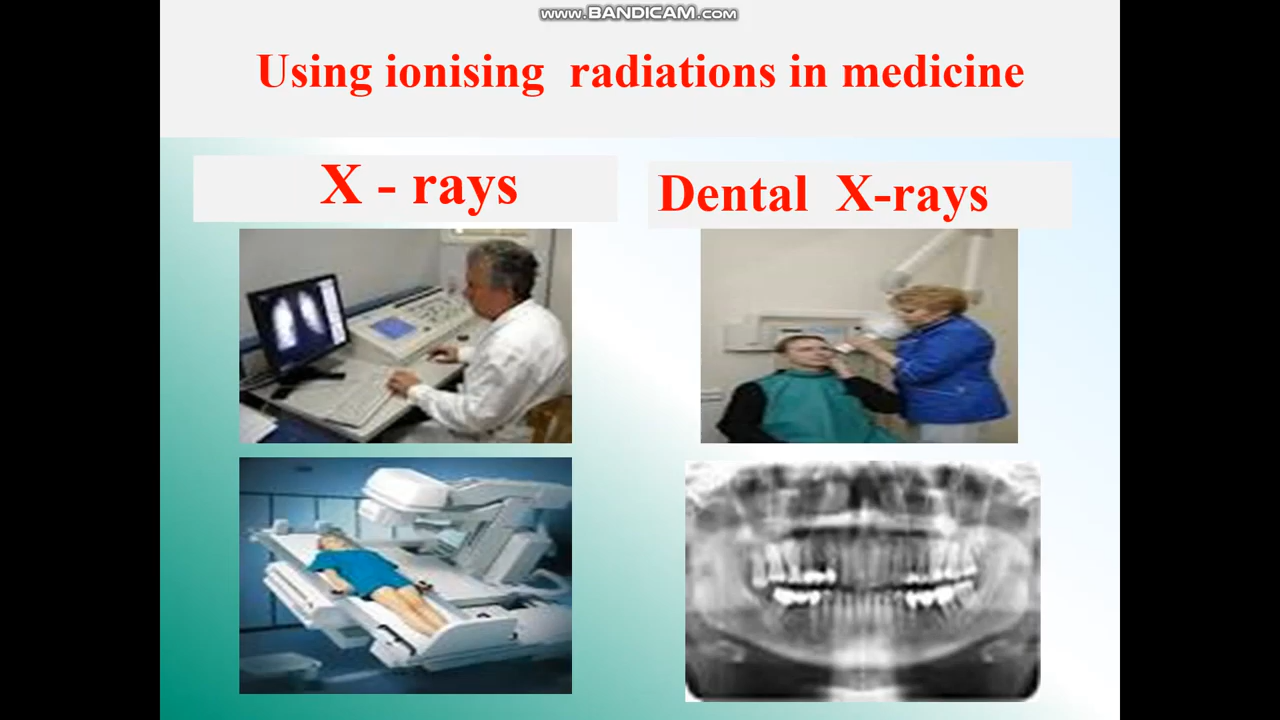 www.BANDICAM.com
Using ionising radiations in medicine
X - rays
Dental X-rays